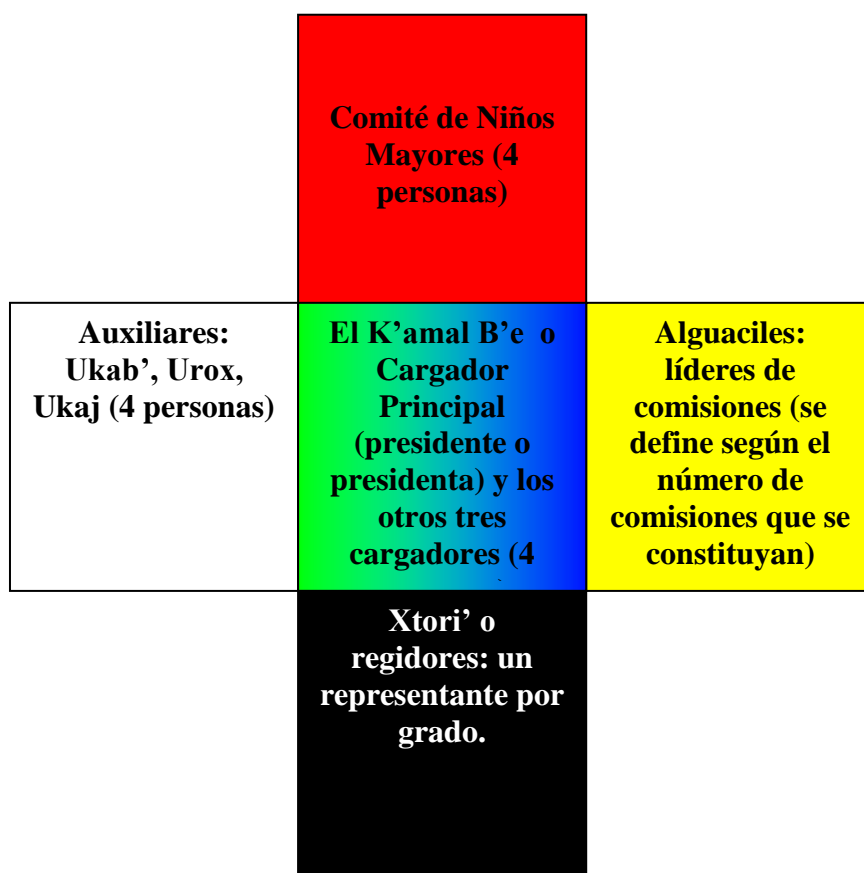 Comité de Niños
Mayores (4
personas)
Auxiliares:
Ukab’, Urox,
Ukaj (4 personas)
El K’amal B’e  o
Cargador
Principal
(presidente o
presidenta) y los
otros tres
cargadores (4
Alguaciles:
líderes de
comisiones (se
define según el
número de
comisiones que se
constituyan)
Xtori’ o
regidores: un
representante por
grado.